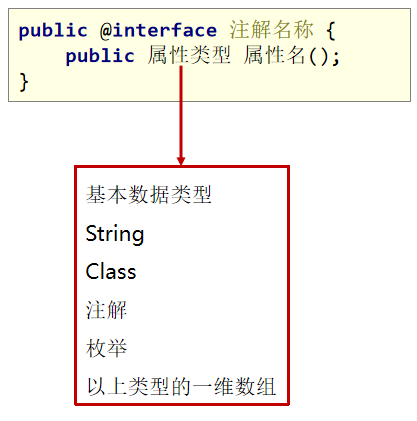 public @interface 注解名称 {
    public 属性类型 属性名();
}
基本数据类型
String
Class
注解
枚举
以上类型的一维数组